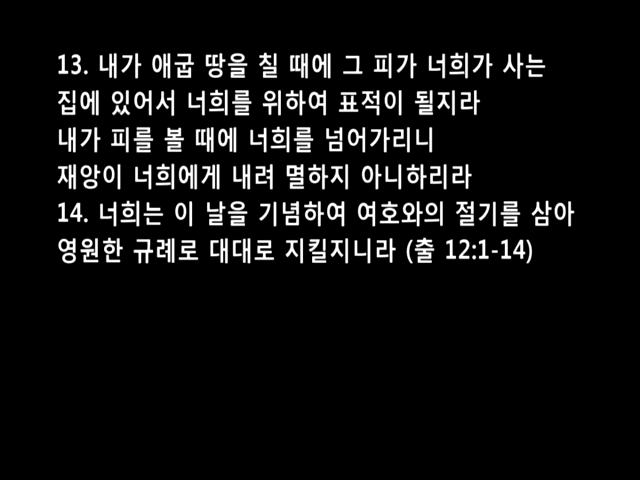 13. 내가 애굽 땅을 칠 때에 그 피가 너희가 사는
집에 있어서 너희를 위하여 표적이 될지라
내가 피를 볼 때에 너희를 넘어가리니
재앙이 너희에게 내려 멸하지 아니하리라
14. 너희는 이 날을 기념하여 여호와의 절기를 삼아
영원한 규례로 대대로 지킬지니라 (출 12:1-14)